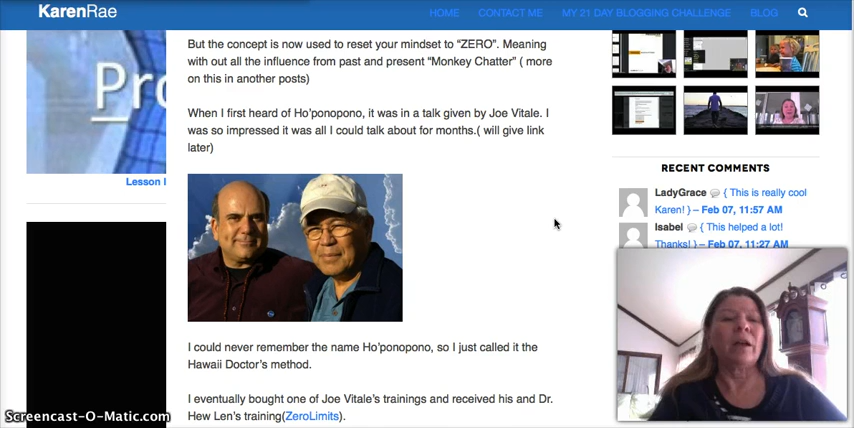 KarenRae HOME CONTACT ME MY 21 DAY BLOGGING CHALLENGE BLOG
But the concept is now used to reset your mindset to “ZERO”. Meaning
with out all the influence from past and present “Monkey Chatter” ( more
on this in another posts)
When I first heard of Ho’ponopono, it was in a talk given by Joe Vitale. I
was so impressed it was all I could talk about for months.( will give link
later)
Pro
Lesson I
I could never remember the name Ho’ponopono, so I just called it the
Hawaii Doctor’s method.
I eventually bought one of Joe Vitale’s trainings and received his and Dr.
Hew Len’s training(ZeroLimits).
RECENT COMMENTS
LadyGrace { This is really cool
Karen! } – Feb 07, 11:57 AM
Isabel { This helped a lot!
Thanks! } – Feb 07, 11:27 AM
Screencast-O-Matic.com